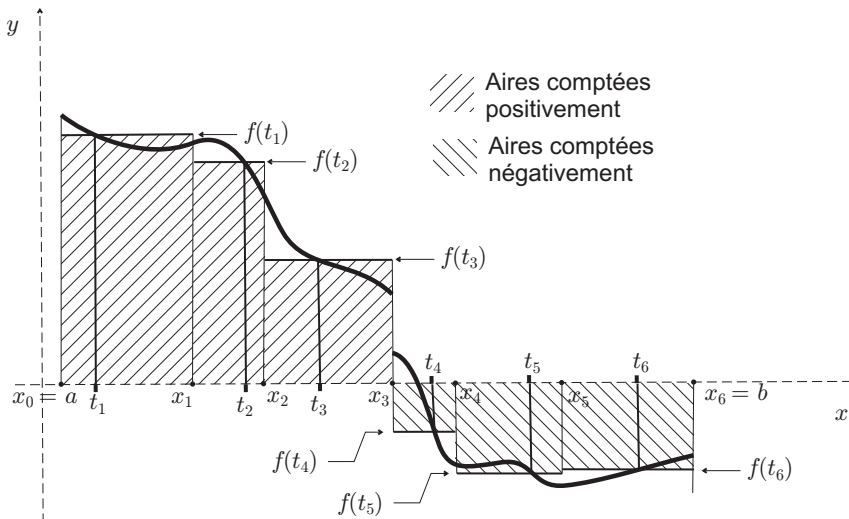 y
Aires comptées
positivement
f(t₁)
Aires comptées
négativement
f(t₂)
f(t₃)
t₄ t₅ t₆
x₀ = a t₁ x₁ t₂ x₂ t₃ x₃ x₄ x₅ x₆ = b
x
f(t₄)
f(t₅)
f(t₆)